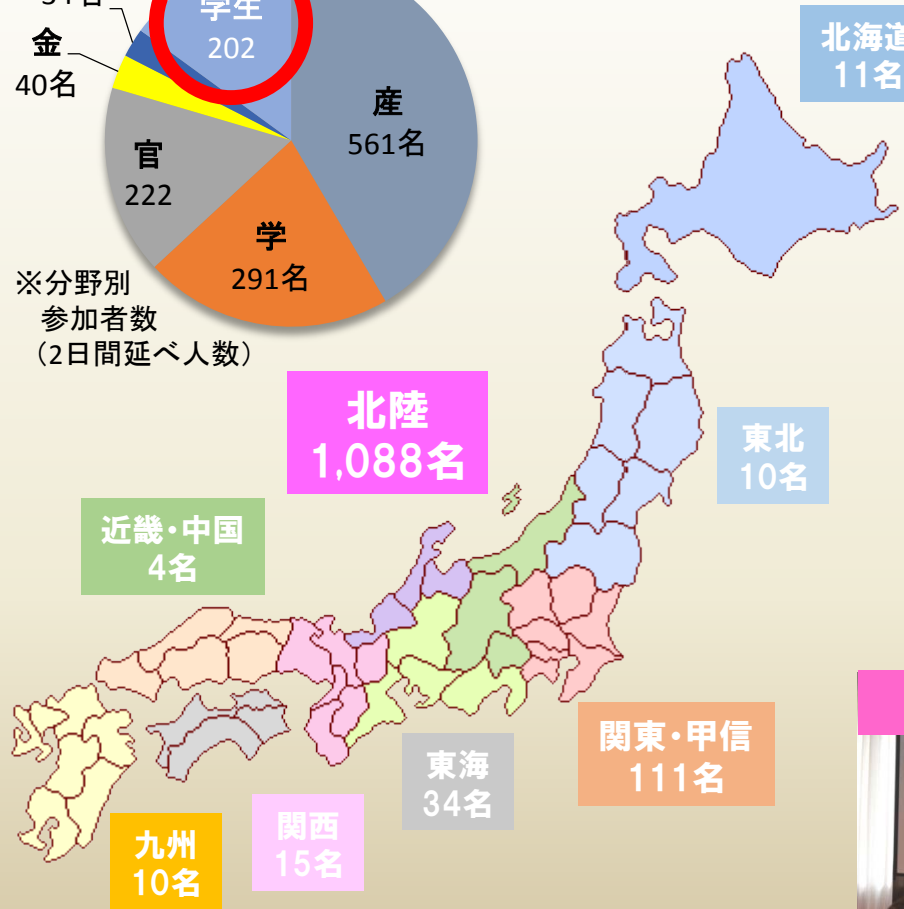 学生
202
金
40名
産
561名
官
222
学
291名
※分野別
参加者数
（2日間延べ人数）
北海道
11名
北陸
1,088名
東北
10名
近畿・中国
4名
関東・甲信
111名
東海
34名
関西
15名
九州
10名